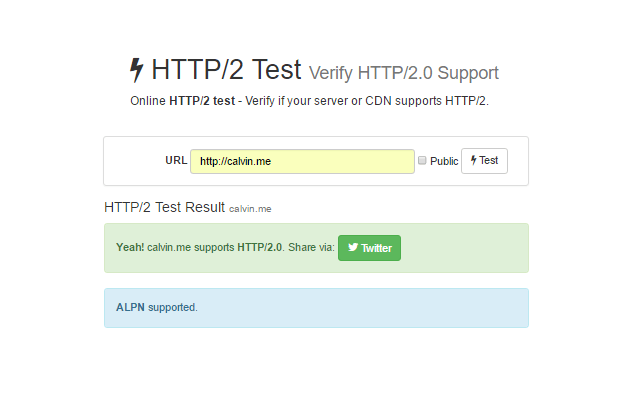 HTTP/2 Test Verify HTTP/2.0 Support
Online HTTP/2 test - Verify if your server or CDN supports HTTP/2.
URL http://calvin.me Public Test
HTTP/2 Test Result calvin.me
Yeah! calvin.me supports HTTP/2.0. Share via: Twitter
ALPN supported.